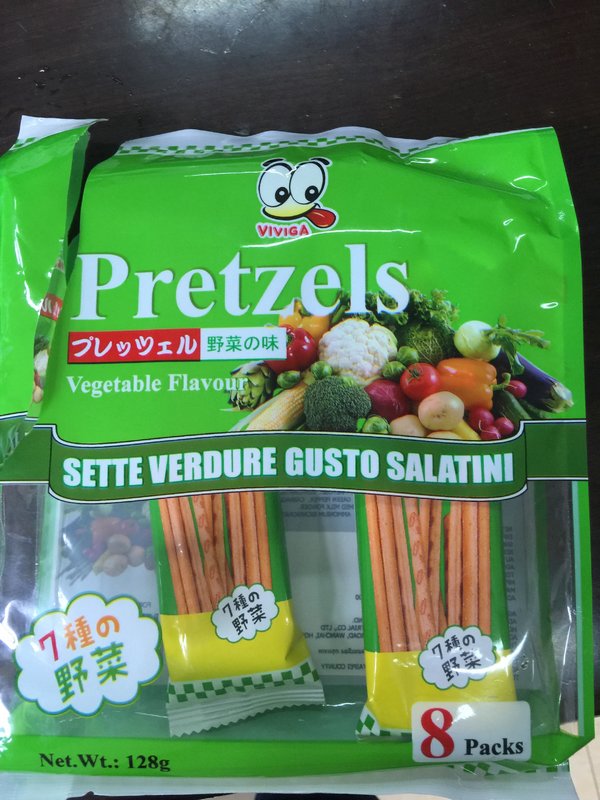 VIVIGA
Pretzels
プレッツェル 野菜の味
Vegetable Flavour
SETTE VERDURE GUSTO SALATINI
7種の
野菜
7種の
野菜
7種の
野菜
8 Packs
Net.Wt.: 128g